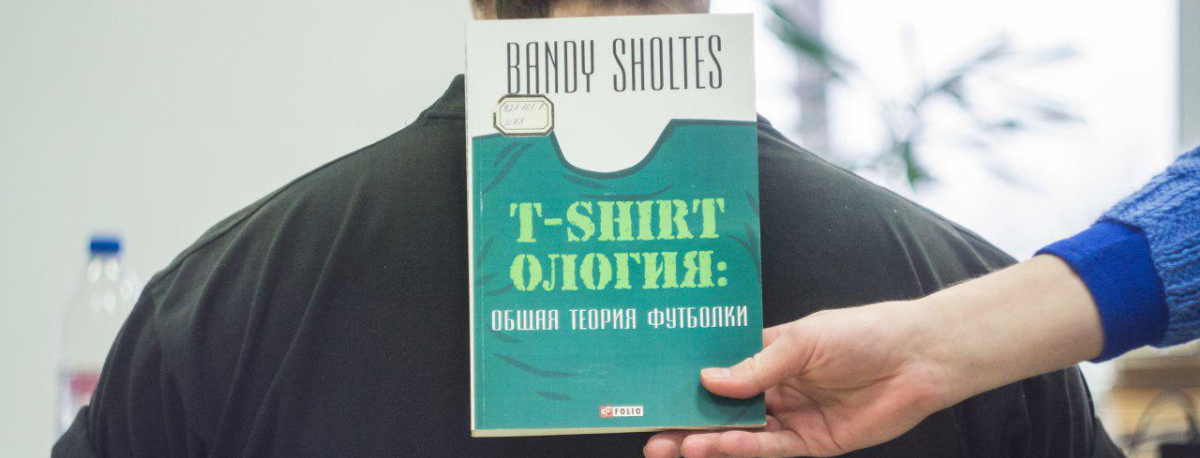 BANDY SHOLTES
T-SHIRT
ОЛОГИЯ:
ОБЩАЯ ТЕОРИЯ ФУТБОЛКИ
FOLIO